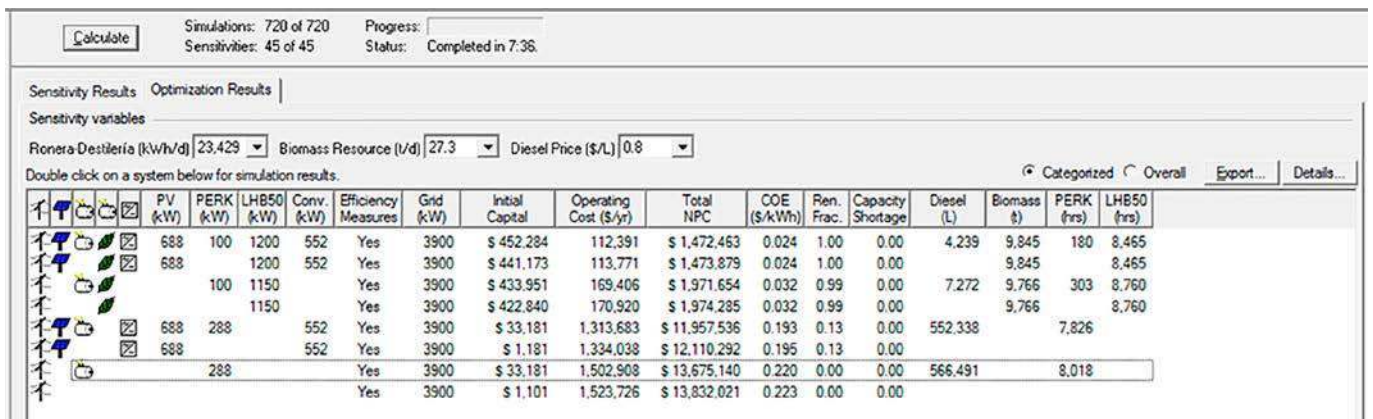 Calculate
Simulations: 720 of 720
Sensitivities: 45 of 45
Progress:
Status: Completed in 7:36.
Sensitivity Results Optimization Results
Sensitivity variables
Ronera-Destilería (kWh/d) 23,429 Biomass Resource (t/d) 27.3 Diesel Price ($/L) 0.8
Double click on a system below for simulation results.
Categorized Overall Export... Details...
PV (kW) PERK (kW) LHB50 (kW) Conv. (kW) Efficiency Measures Grid (kW) Initial Capital Operating Cost ($/yr) Total NPC COE ($/kWh) Ren. Frac. Capacity Shortage Diesel (L) Biomass (t) PERK (hrs) LHB50 (hrs)
688 100 1200 552 Yes 3900 $ 452,284 112,391 $ 1,472,463 0.024 1.00 0.00 4,239 9,845 180 8,465
688 1200 552 Yes 3900 $ 441,173 113,771 $ 1,473,879 0.024 1.00 0.00 9,845 8,465
100 1150 Yes 3900 $ 433,951 169,406 $ 1,971,654 0.032 0.99 0.00 7,272 9,766 303 8,760
1150 Yes 3900 $ 422,840 170,920 $ 1,974,285 0.032 0.99 0.00 9,766 8,760
688 288 552 Yes 3900 $ 33,181 1,313,683 $ 11,957,536 0.193 0.13 0.00 552,338 7,826
688 552 Yes 3900 $ 1,181 1,334,038 $ 12,110,292 0.195 0.13 0.00
288 Yes 3900 $ 33,181 1,502,908 $ 13,675,140 0.220 0.00 0.00 566,491 8,018
Yes 3900 $ 1,101 1,523,726 $ 13,832,021 0.223 0.00 0.00